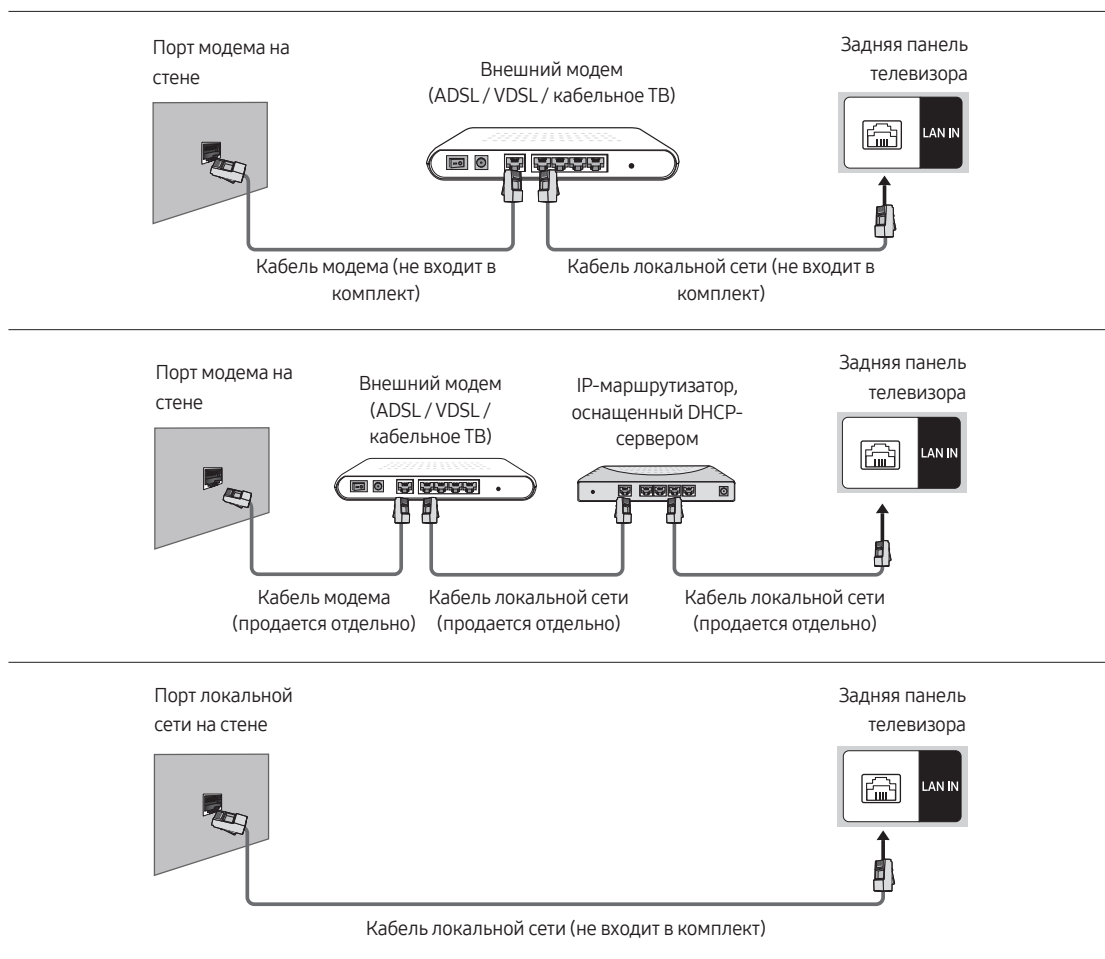 Порт модема на
стене
Внешний модем
(ADSL / VDSL / кабельное ТВ)
Задняя панель
телевизора
LAN IN
Кабель модема (не входит в
комплект)
Кабель локальной сети (не входит в
комплект)
Порт модема на
стене
Внешний модем
(ADSL / VDSL /
кабельное ТВ)
IP-маршрутизатор,
оснащенный DHCP-
сервером
Задняя панель
телевизора
LAN IN
Кабель модема
(продается отдельно)
Кабель локальной сети
(продается отдельно)
Кабель локальной сети
(продается отдельно)
Порт локальной
сети на стене
Задняя панель
телевизора
LAN IN
Кабель локальной сети (не входит в комплект)